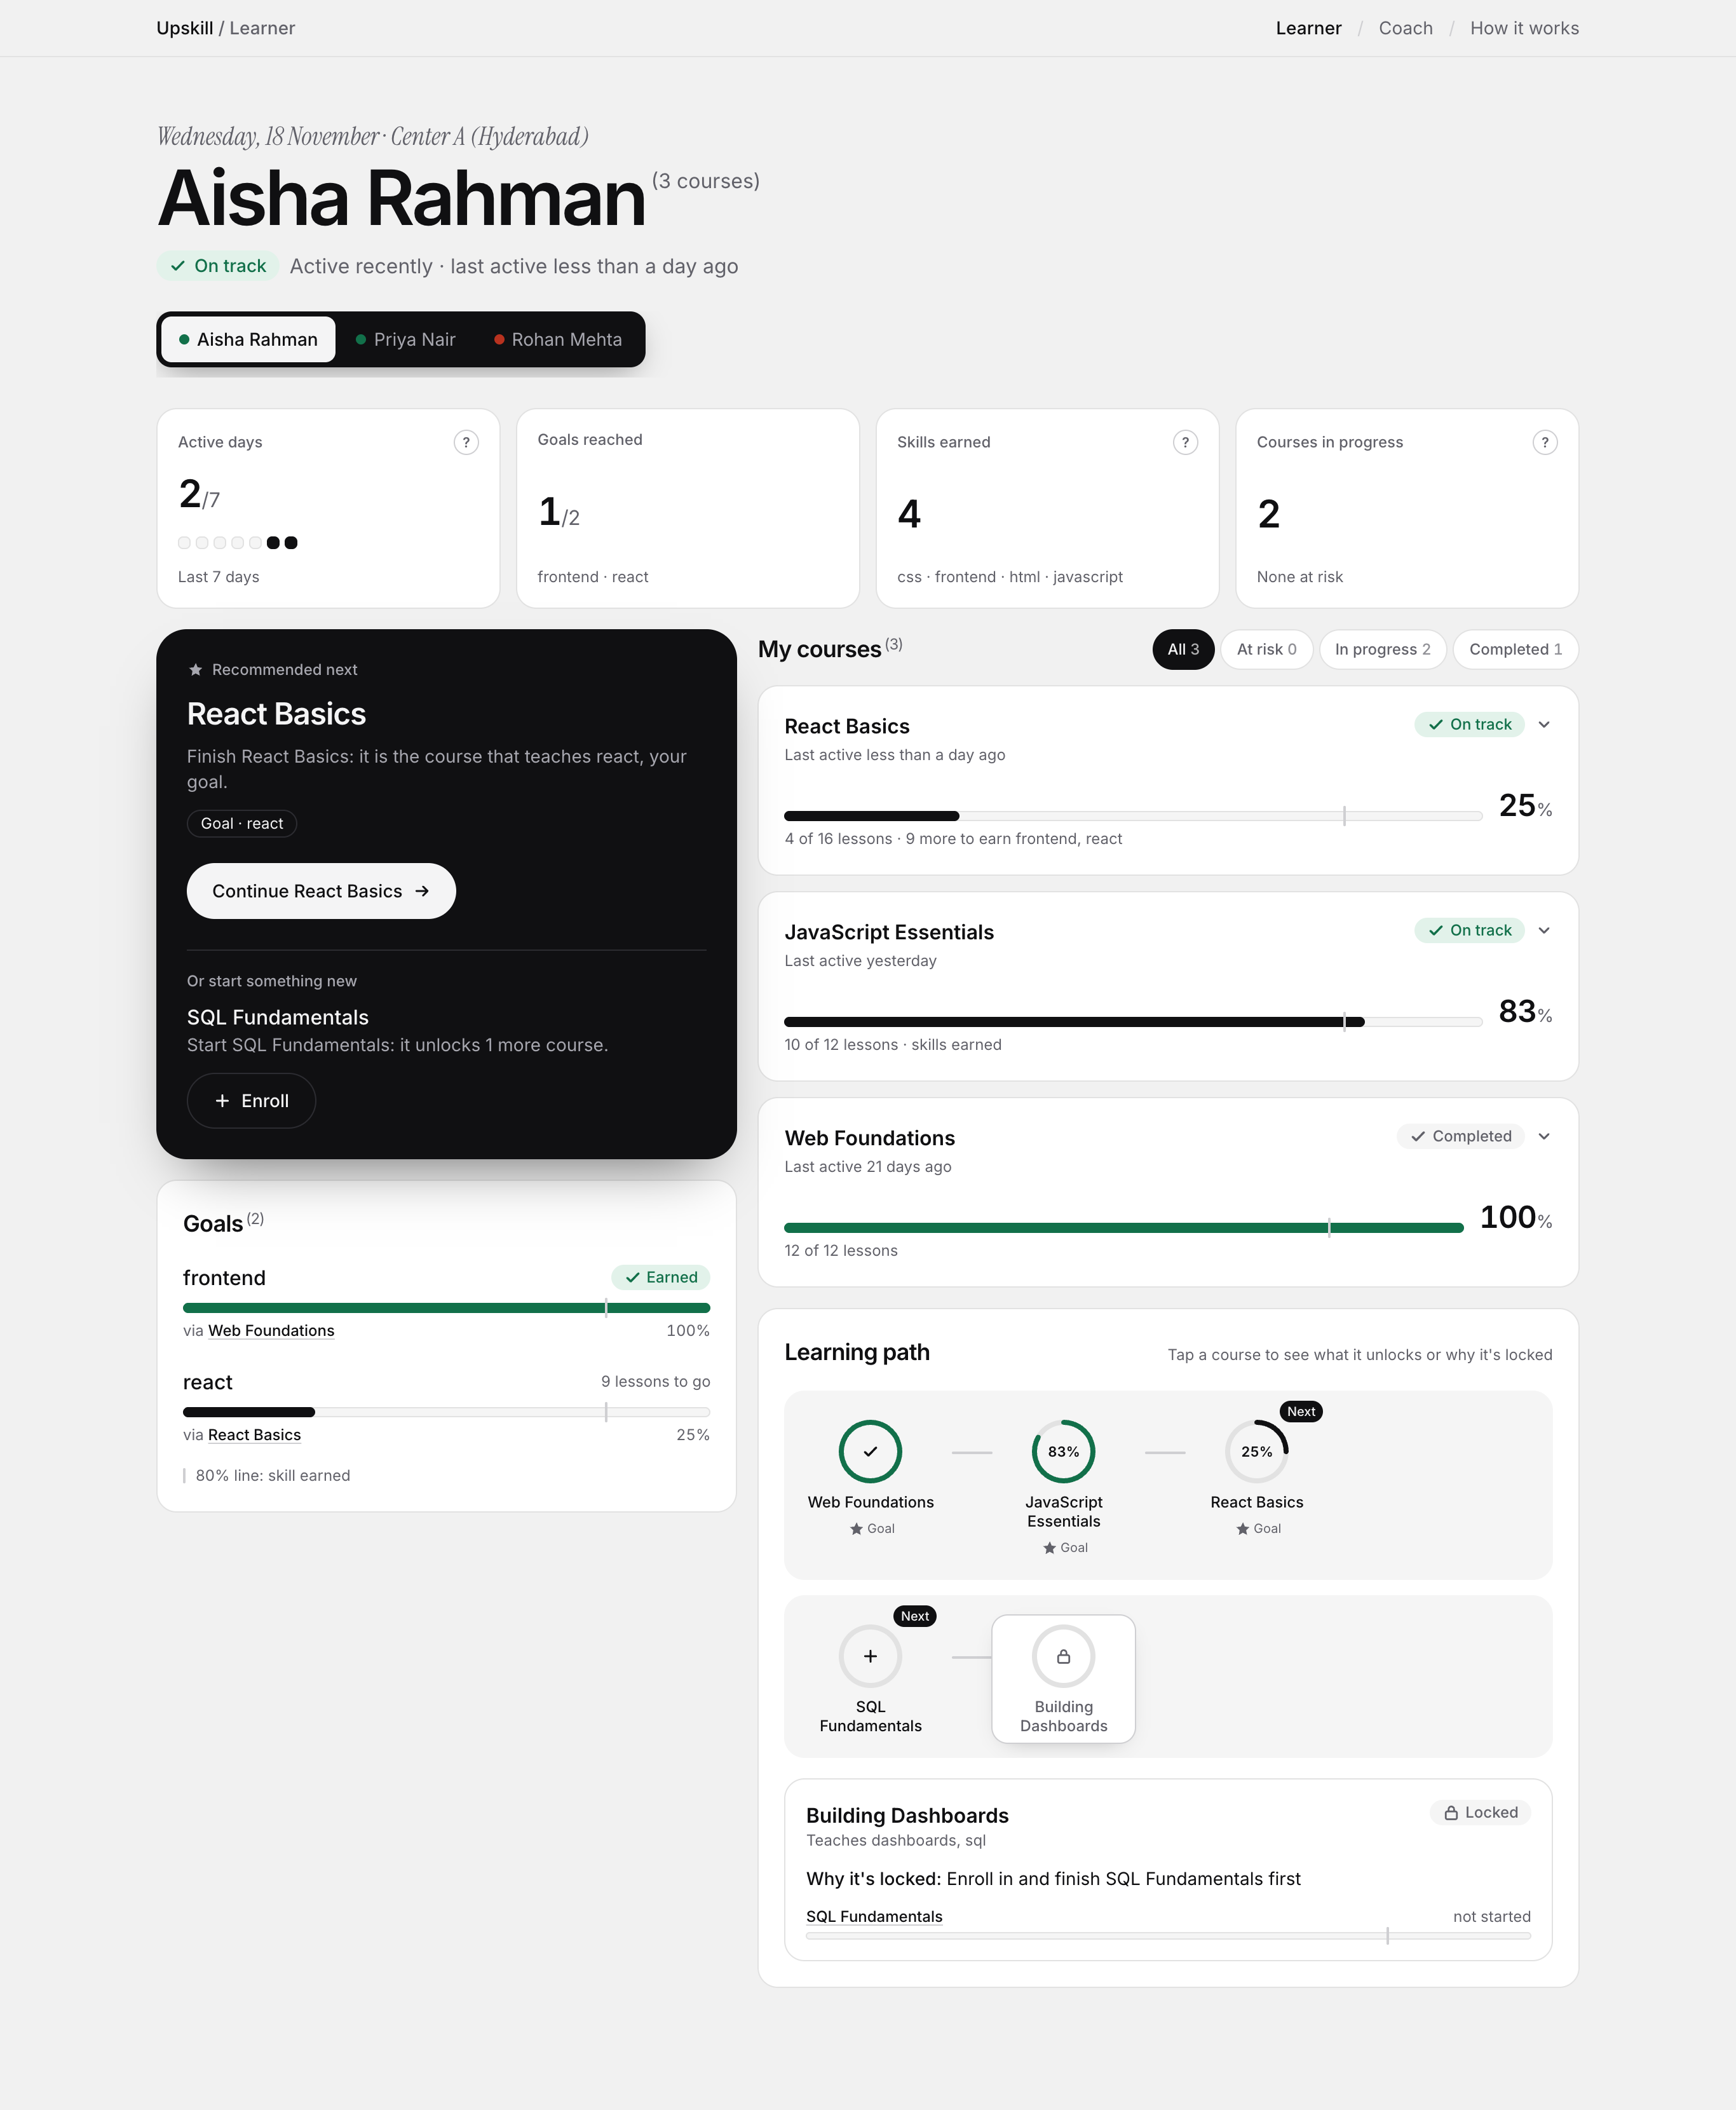 Upskill / Learner
Learner / Coach / How it works
Wednesday, 18 November · Center A (Hyderabad)
Aisha Rahman (3 courses)
On track Active recently · last active less than a day ago
Aisha Rahman Priya Nair Rohan Mehta
Active days ?
2/7
Last 7 days
Goals reached
1/2
frontend · react
Skills earned ?
4
css · frontend · html · javascript
Courses in progress ?
2
None at risk
Recommended next
React Basics
Finish React Basics: it is the course that teaches react, your
goal.
Goal · react
Continue React Basics →
Or start something new
SQL Fundamentals
Start SQL Fundamentals: it unlocks 1 more course.
+ Enroll
Goals (2)
frontend Earned
via Web Foundations 100%
react 9 lessons to go
via React Basics 25%
80% line: skill earned
My courses (3)
All 3 At risk 0 In progress 2 Completed 1
React Basics On track
Last active less than a day ago
25%
4 of 16 lessons · 9 more to earn frontend, react
JavaScript Essentials On track
Last active yesterday
83%
10 of 12 lessons · skills earned
Web Foundations Completed
Last active 21 days ago
100%
12 of 12 lessons
Learning path Tap a course to see what it unlocks or why it's locked
Next
83% 25%
Web Foundations JavaScript React Basics
Essentials
Goal Goal Goal
Next
SQL Building
Fundamentals Dashboards
Building Dashboards Locked
Teaches dashboards, sql
Why it's locked: Enroll in and finish SQL Fundamentals first
SQL Fundamentals not started